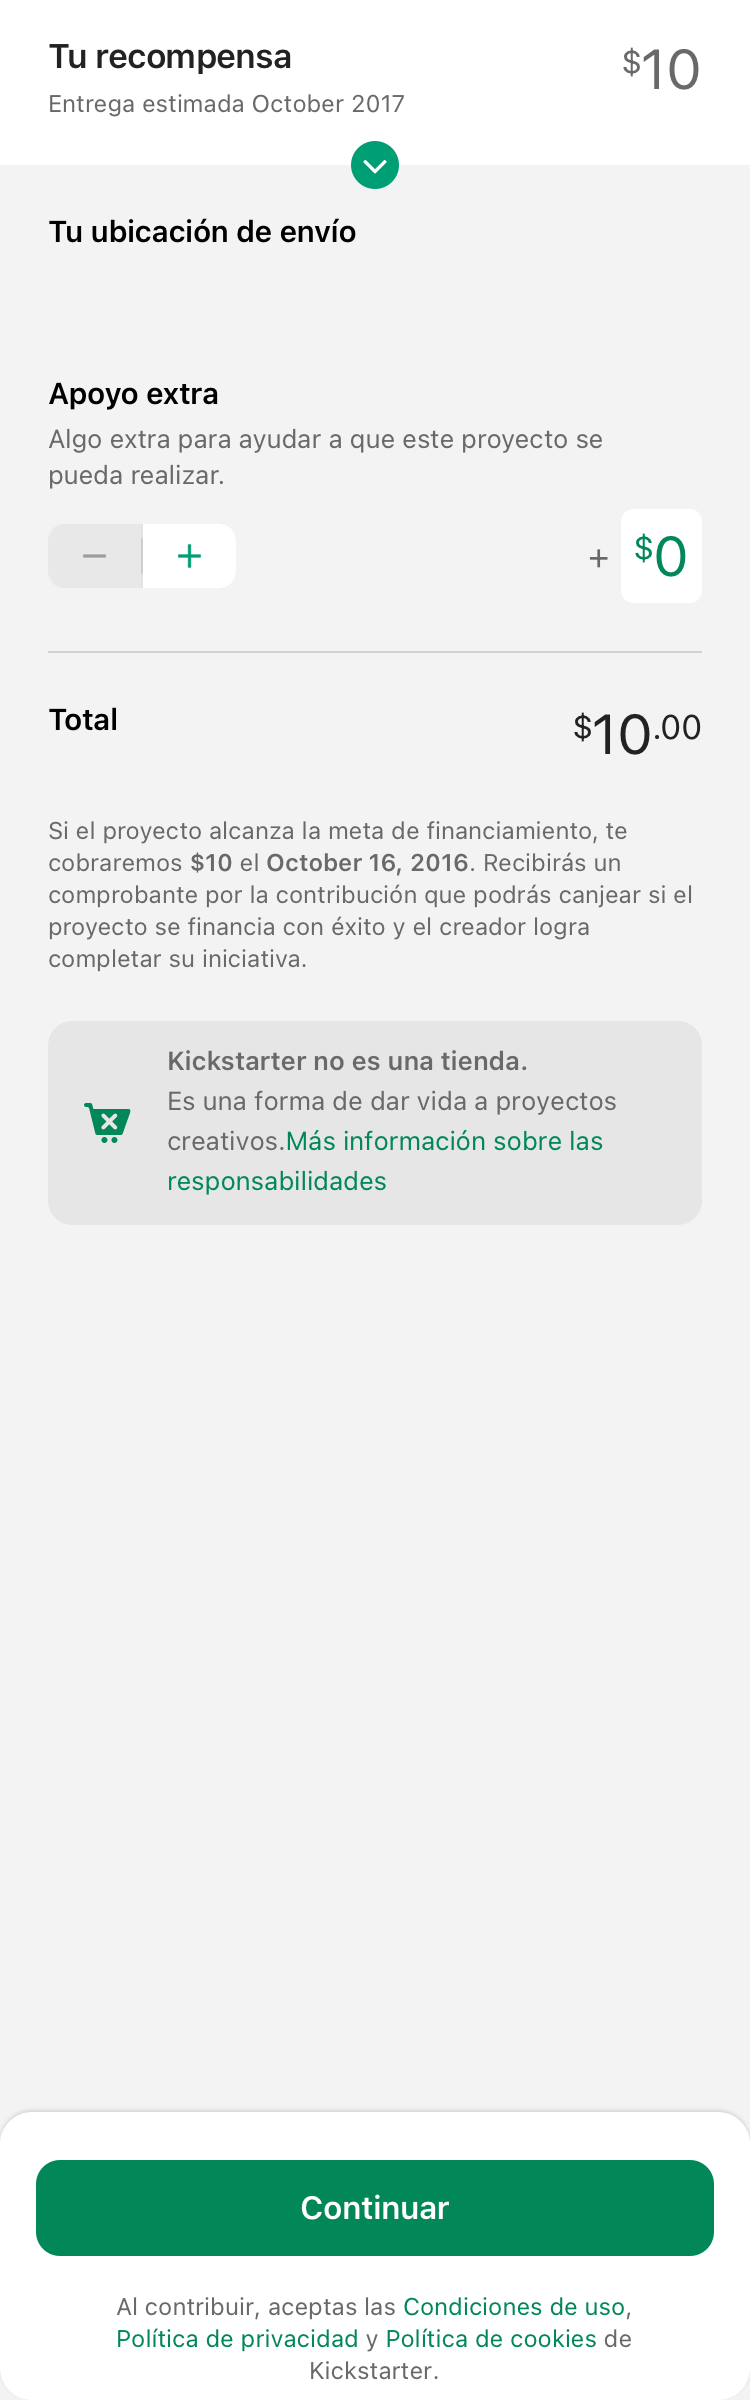 Tu recompensa
$10
Entrega estimada October 2017
Tu ubicación de envío
Apoyo extra
Algo extra para ayudar a que este proyecto se
pueda realizar.
+ $0
Total
$10.00
Si el proyecto alcanza la meta de financiamiento, te
cobraremos $10 el October 16, 2016. Recibirás un
comprobante por la contribución que podrás canjear si el
proyecto se financia con éxito y el creador logra
completar su iniciativa.
Kickstarter no es una tienda.
Es una forma de dar vida a proyectos
creativos.Más información sobre las
responsabilidades
Continuar
Al contribuir, aceptas las Condiciones de uso,
Política de privacidad y Política de cookies de
Kickstarter.